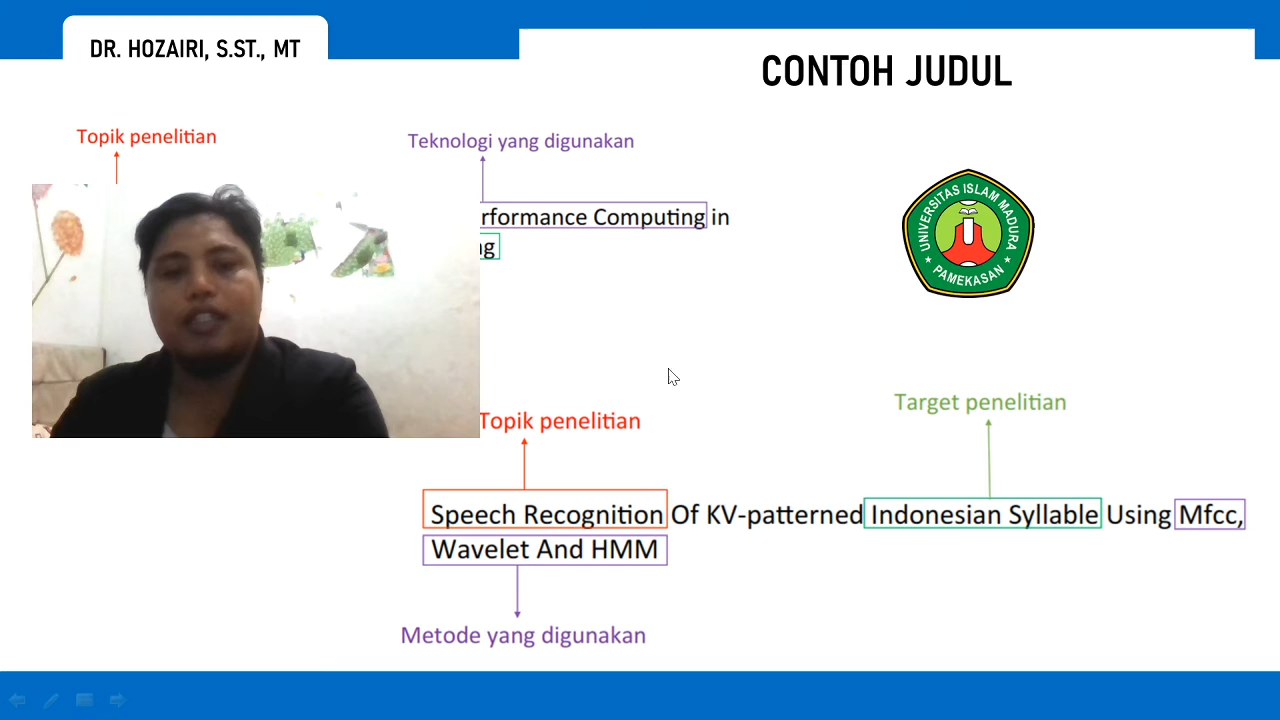 DR. HOZAIRI, S.ST., MT
CONTOH JUDUL
Topik penelitian
Teknologi yang digunakan
Computing in
UNIVERSITAS ISLAM MADURA
PAMEKASAN
Target penelitian
Topik penelitian
Speech Recognition Of KV-patterned Indonesian Syllable Using Mfcc,
Wavelet And HMM
Metode yang digunakan